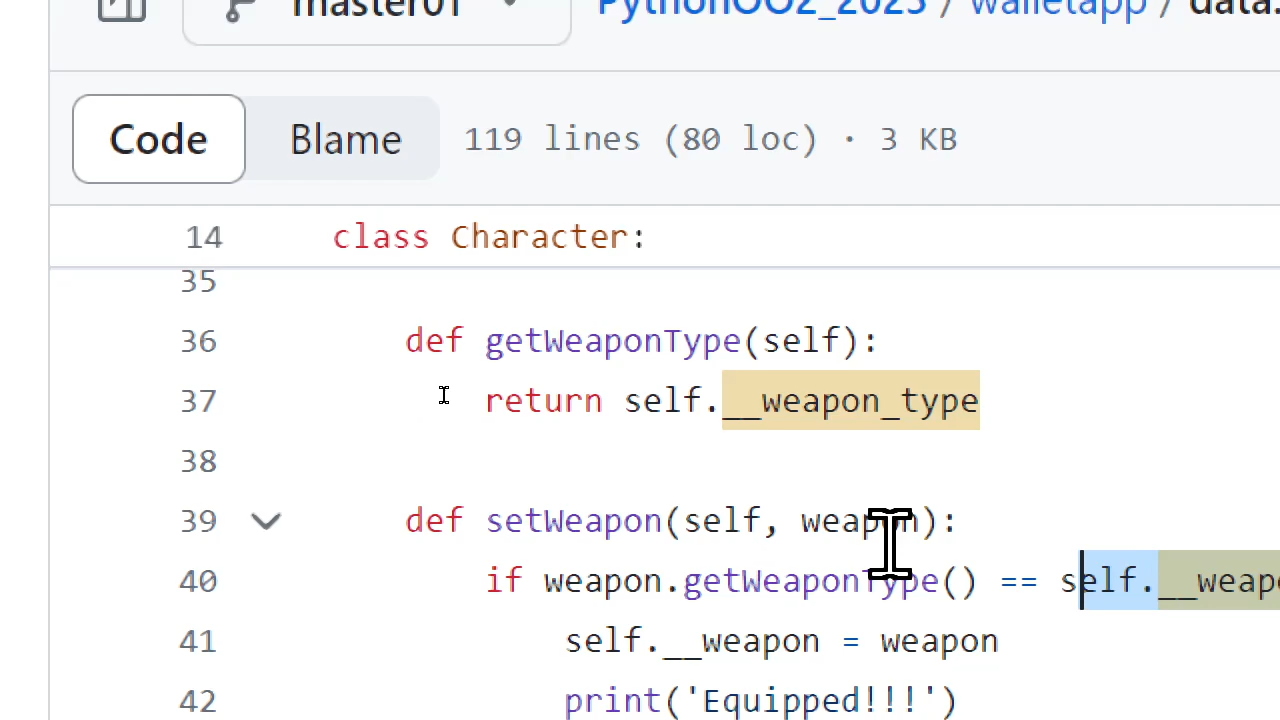 master01
PythonOO2_2023 / walletapp / data.
Code Blame 119 lines (80 loc) · 3 KB
14 class Character:
35
36 def getWeaponType(self):
37 return self.__weapon_type
38
39 def setWeapon(self, weapon):
40 if weapon.getWeaponType() == self.__weap
41 self.__weapon = weapon
42 print('Equipped!!!')